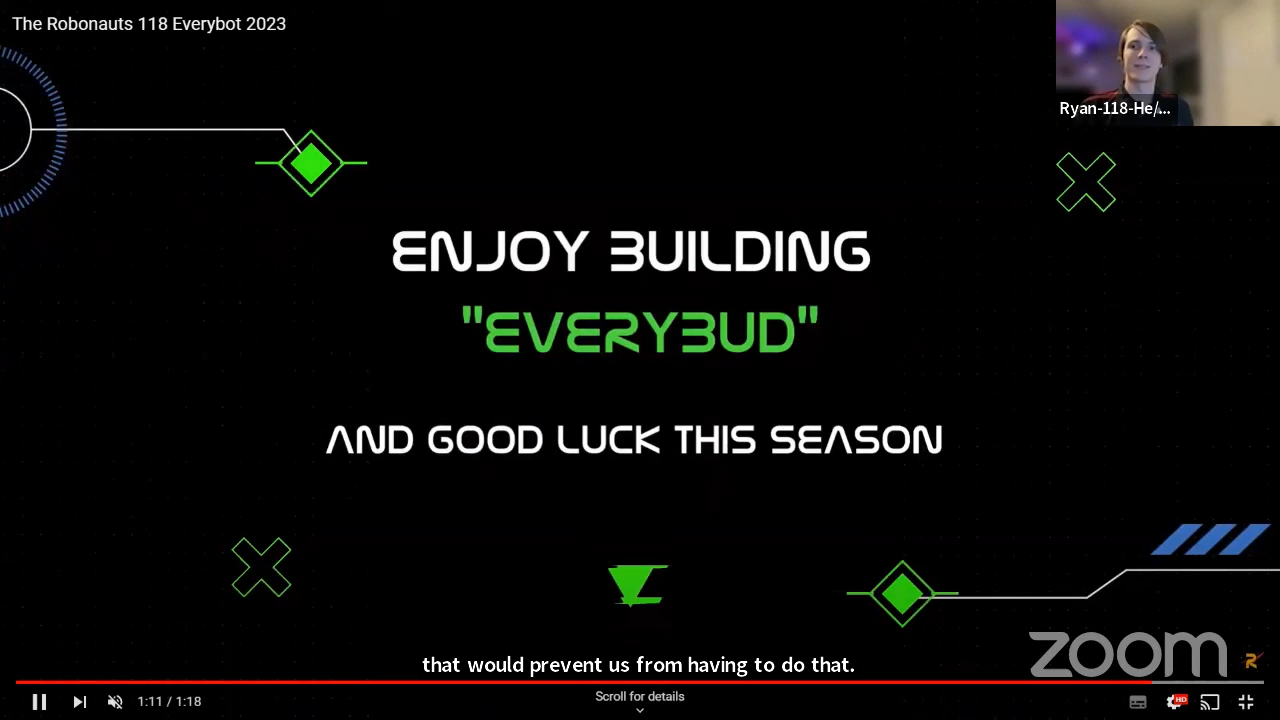 The Robonauts 118 Everybot 2023
Ryan-118-He/...
ENJOY BUILDING
"EVERYBUD"
AND GOOD LUCK THIS SEASON
that would prevent us from having to do that.
zoom
1:11 / 1:18
Scroll for details
HD